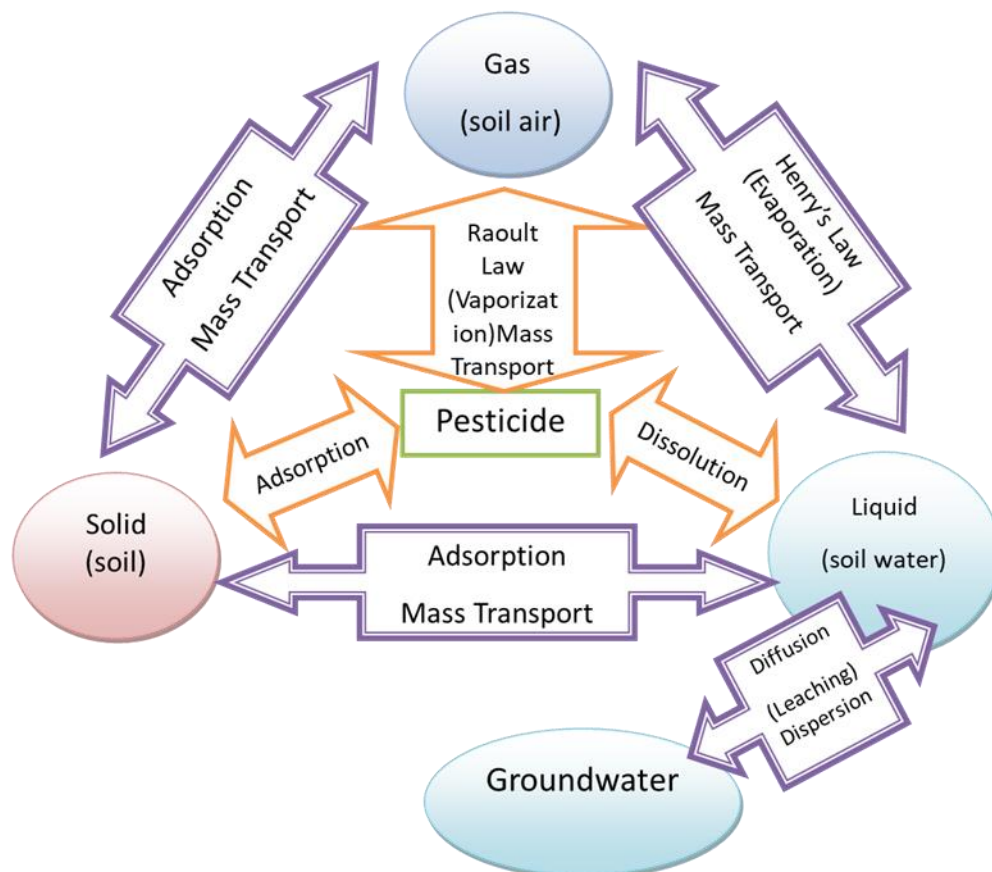 Gas
(soil air)
Adsorption
Mass Transport
Raoult
Law
(Vaporizat
ion)Mass
Transport
Henry's Law
(Evaporation)
Mass Transport
Pesticide
Adsorption
Dissolution
Solid
(soil)
Adsorption
Mass Transport
Liquid
(soil water)
Diffusion
(Leaching)
Dispersion
Groundwater